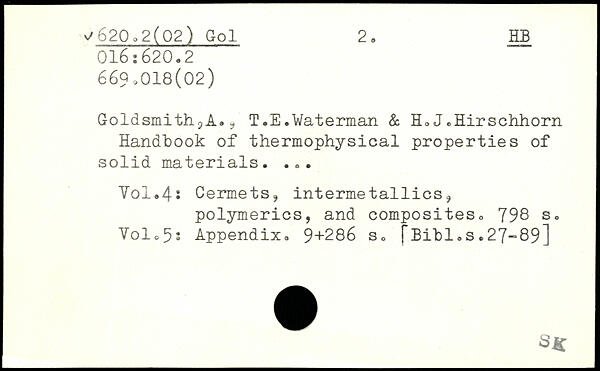 ✓620.2(02) Gol 2. HB
016:620.2
669.018(02)
Goldsmith,A., T.E.Waterman & H.J.Hirschhorn
Handbook of thermophysical properties of
solid materials. ...
Vol.4: Cermets, intermetallics,
polymerics, and composites. 798 s.
Vol.5: Appendix. 9+286 s. [Bibl.s.27-89]
SK